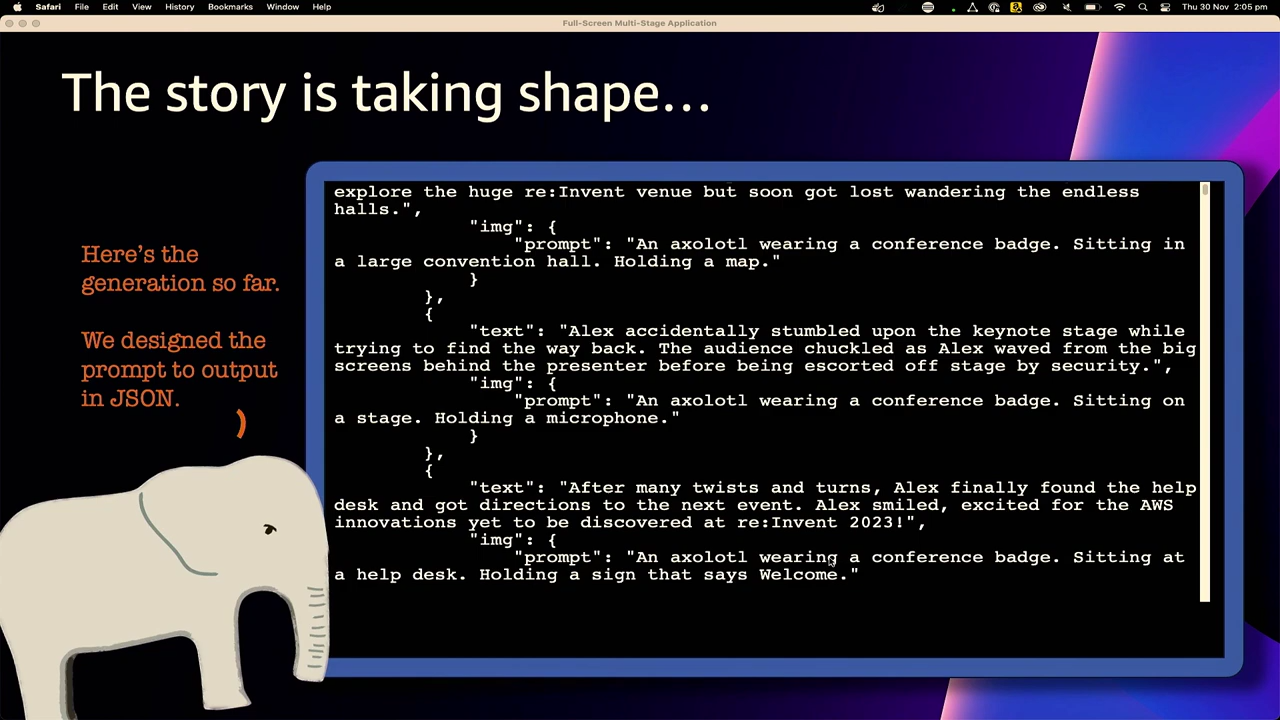 Safari File Edit View History Bookmarks Window Help Thu 30 Nov 2:05 pm
Full-Screen Multi-Stage Application
The story is taking shape...
Here's the
generation so far.
We designed the
prompt to output
in JSON.
explore the huge re:Invent venue but soon got lost wandering the endless
halls.",
"img": {
"prompt": "An axolotl wearing a conference badge. Sitting in
a large convention hall. Holding a map."
}
},
{
"text": "Alex accidentally stumbled upon the keynote stage while
trying to find the way back. The audience chuckled as Alex waved from the big
screens behind the presenter before being escorted off stage by security.",
"img": {
"prompt": "An axolotl wearing a conference badge. Sitting on
a stage. Holding a microphone."
}
},
{
"text": "After many twists and turns, Alex finally found the help
desk and got directions to the next event. Alex smiled, excited for the AWS
innovations yet to be discovered at re:Invent 2023!",
"img": {
"prompt": "An axolotl wearing a conference badge. Sitting at
a help desk. Holding a sign that says Welcome."